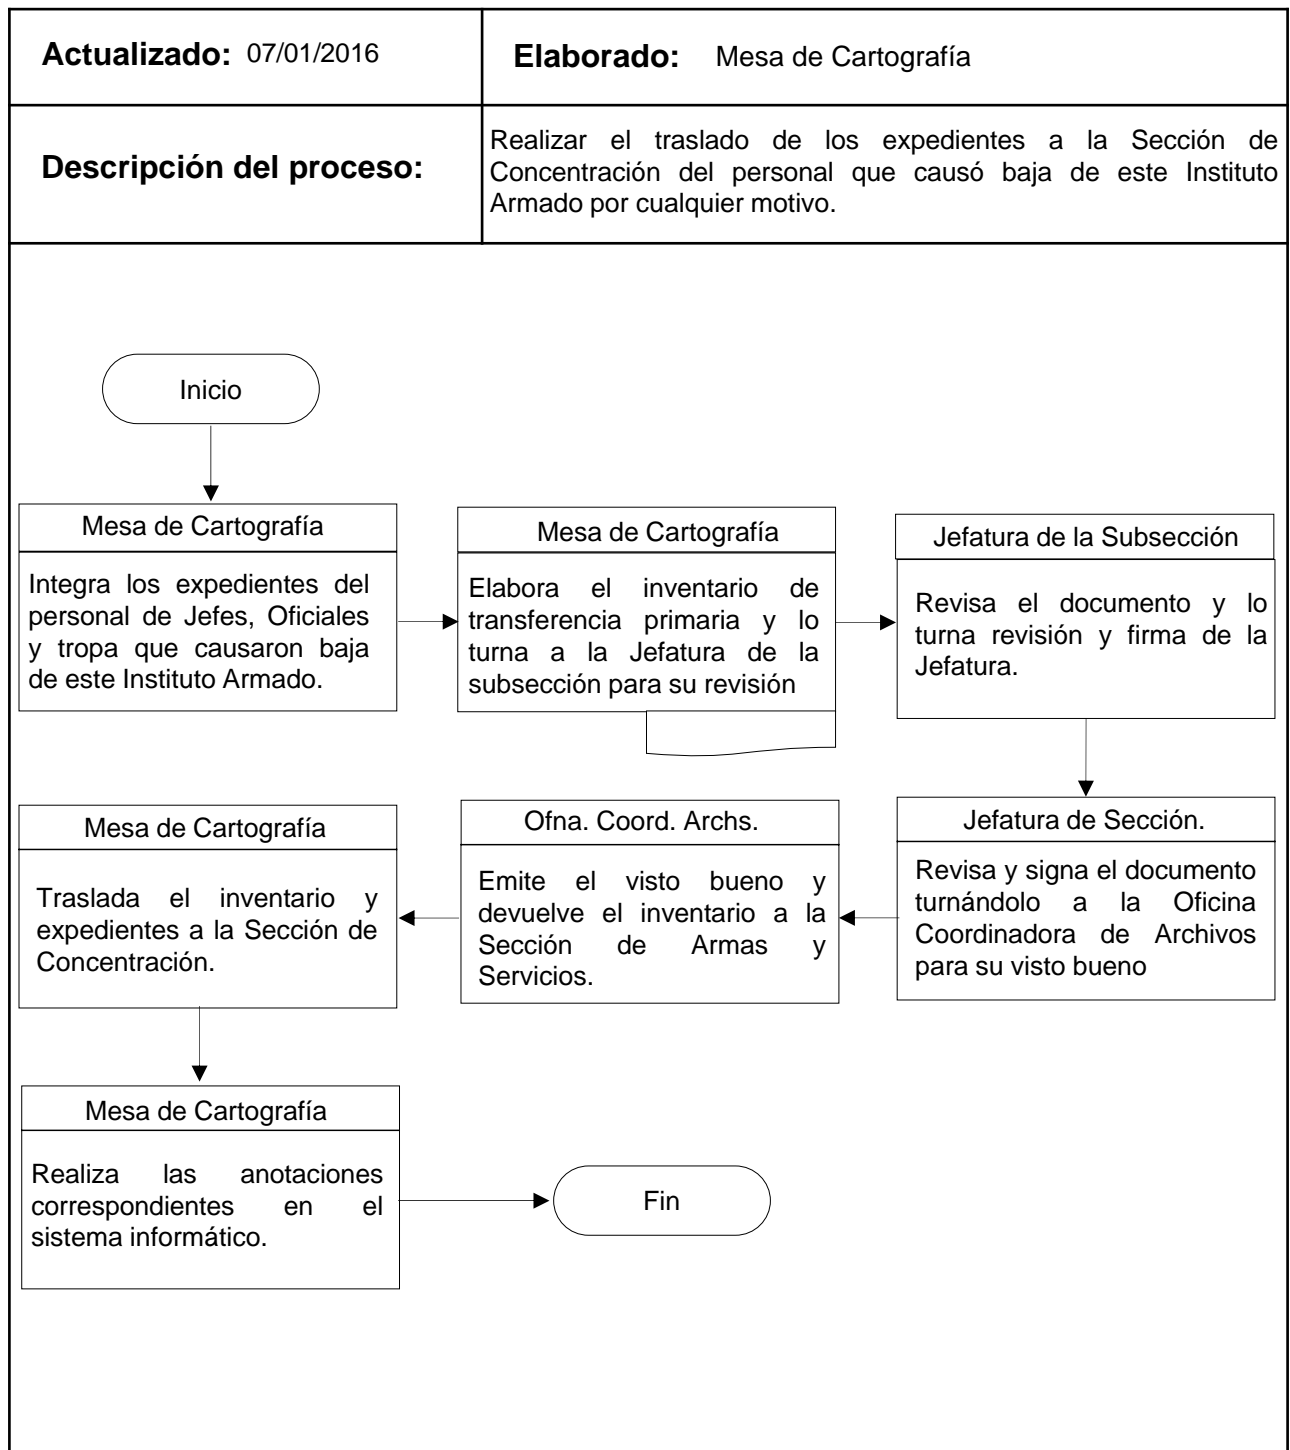 Actualizado: 07/01/2016
Elaborado: Mesa de Cartografía
Descripción del proceso:
Realizar el traslado de los expedientes a la Sección de
Concentración del personal que causó baja de este Instituto
Armado por cualquier motivo.
Inicio
Mesa de Cartografía
Integra los expedientes del
personal de Jefes, Oficiales
y tropa que causaron baja
de este Instituto Armado.
Mesa de Cartografía
Elabora el inventario de
transferencia primaria y lo
turna a la Jefatura de la
subsección para su revisión
Jefatura de la Subsección
Revisa el documento y lo
turna revisión y firma de la
Jefatura.
Jefatura de Sección.
Revisa y signa el documento
turnándolo a la Oficina
Coordinadora de Archivos
para su visto bueno
Ofna. Coord. Archs.
Emite el visto bueno y
devuelve el inventario a la
Sección de Armas y
Servicios.
Mesa de Cartografía
Traslada el inventario y
expedientes a la Sección de
Concentración.
Mesa de Cartografía
Realiza las anotaciones
correspondientes en el
sistema informático.
Fin